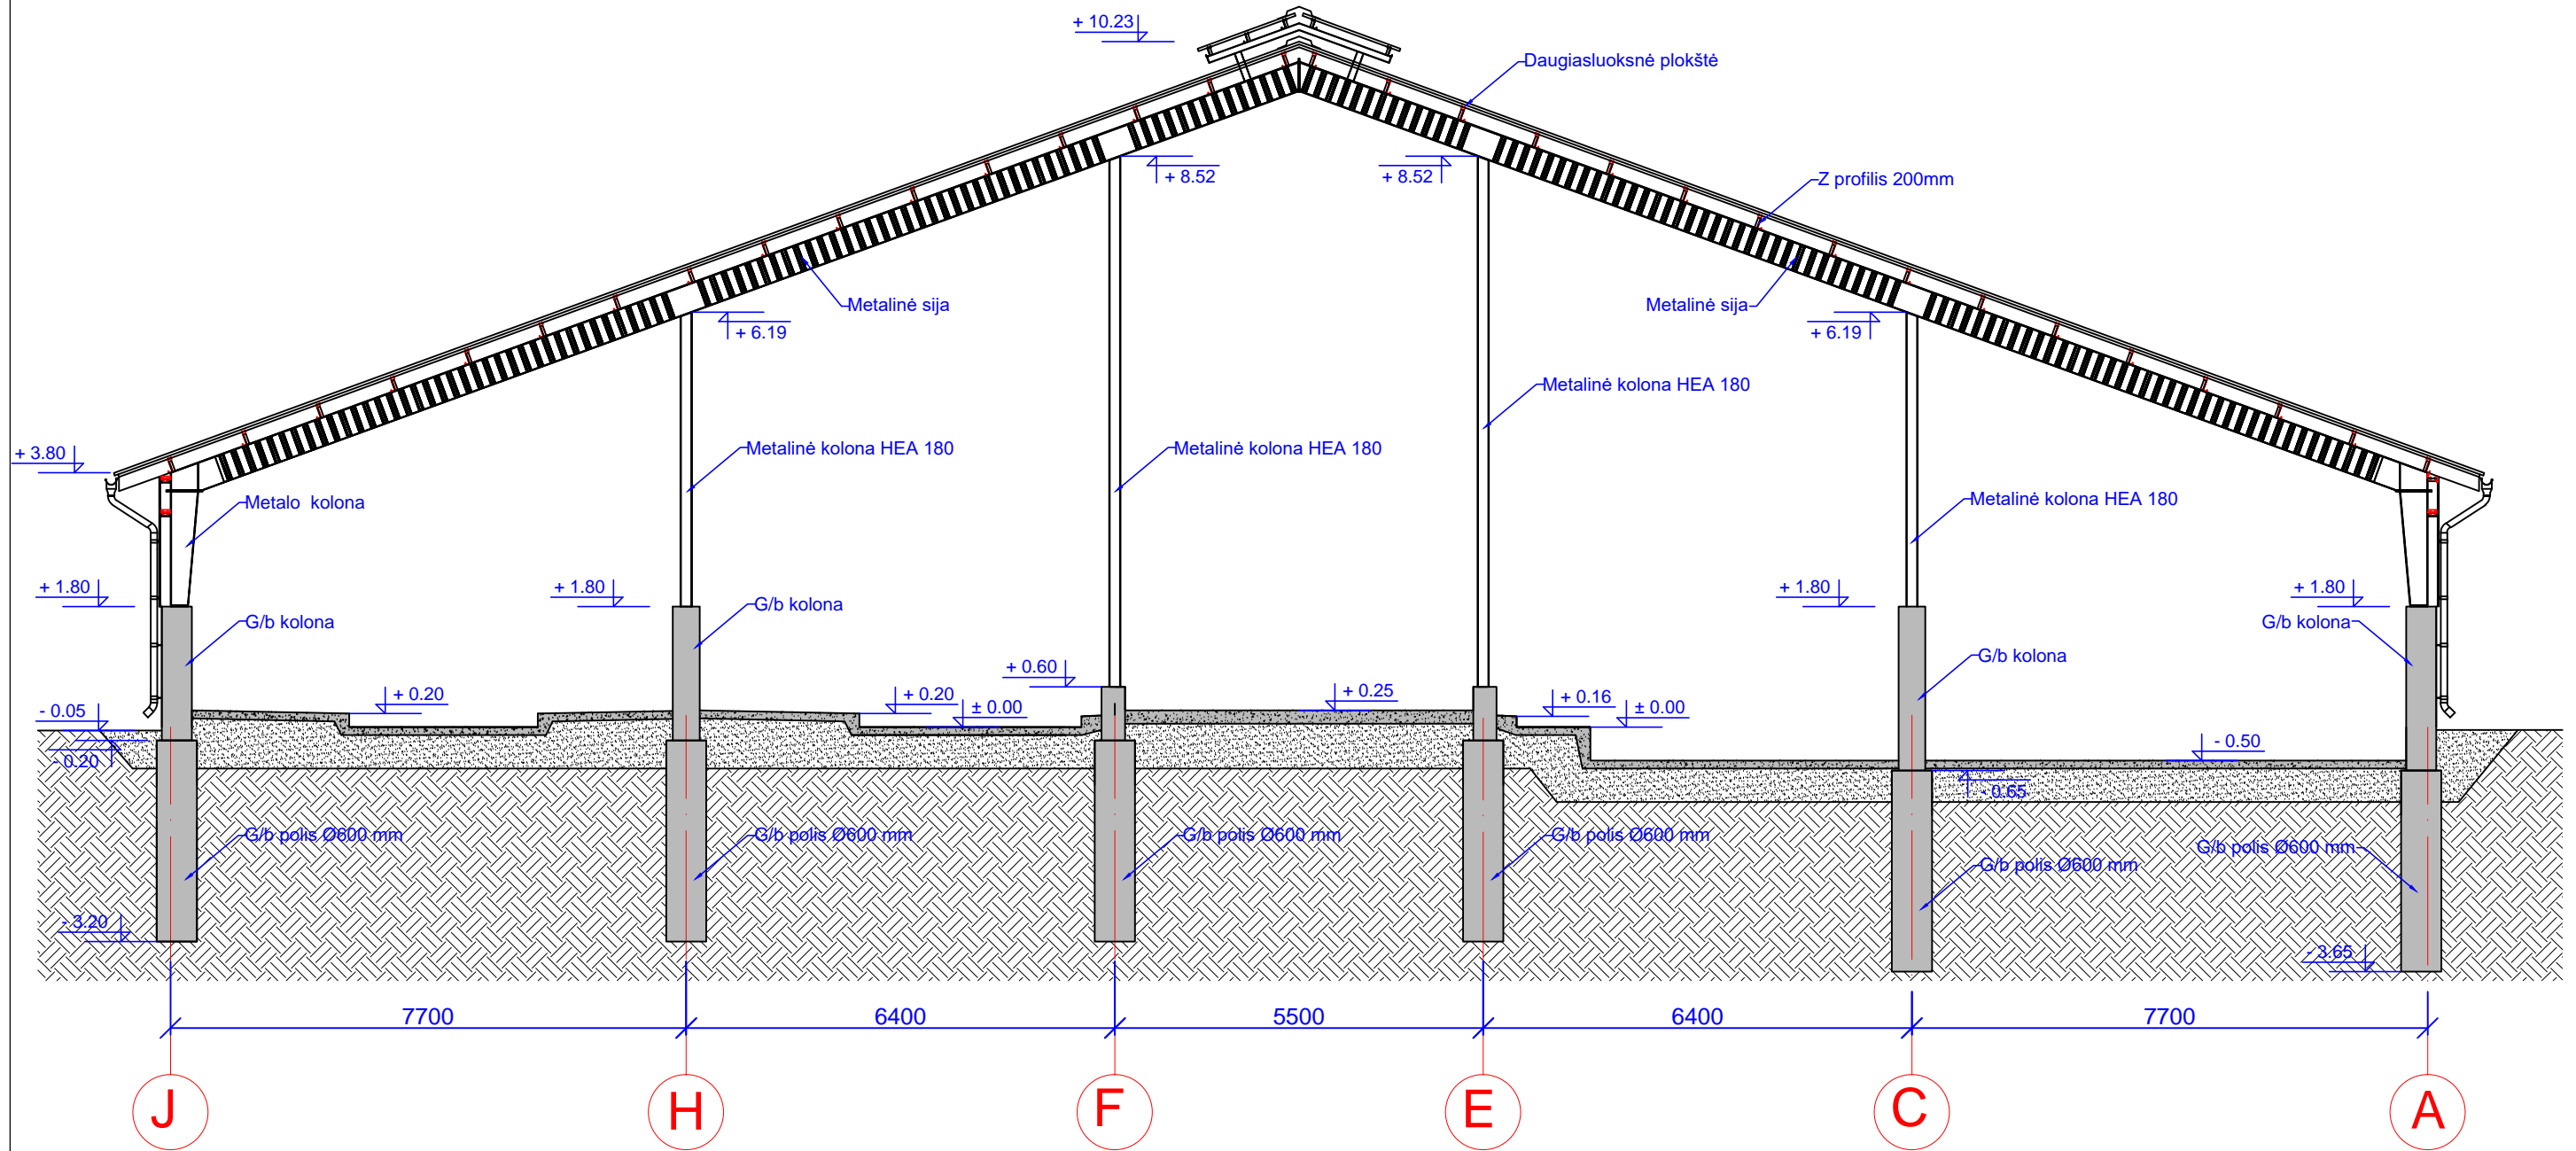 + 10.23
Daugiasluoksnė plokštė
+ 8.52
+ 8.52
Z profilis 200mm
Metalinė sija
Metalinė sija
+ 6.19
+ 6.19
Metalinė kolona HEA 180
+ 3.80
Metalinė kolona HEA 180
Metalinė kolona HEA 180
Metalo kolona
Metalinė kolona HEA 180
+ 1.80
+ 1.80
+ 1.80
+ 1.80
G/b kolona
G/b kolona
G/b kolona
G/b kolona
+ 0.60
+ 0.20
+ 0.20
+ 0.25
+ 0.16
- 0.05
± 0.00
± 0.00
- 0.20
- 0.50
- 0.65
G/b polis Ø600 mm
G/b polis Ø600 mm
G/b polis Ø600 mm
G/b polis Ø600 mm
G/b polis Ø600 mm
G/b polis Ø600 mm
- 3.20
- 3.65
7700
6400
5500
6400
7700
J
H
F
E
C
A